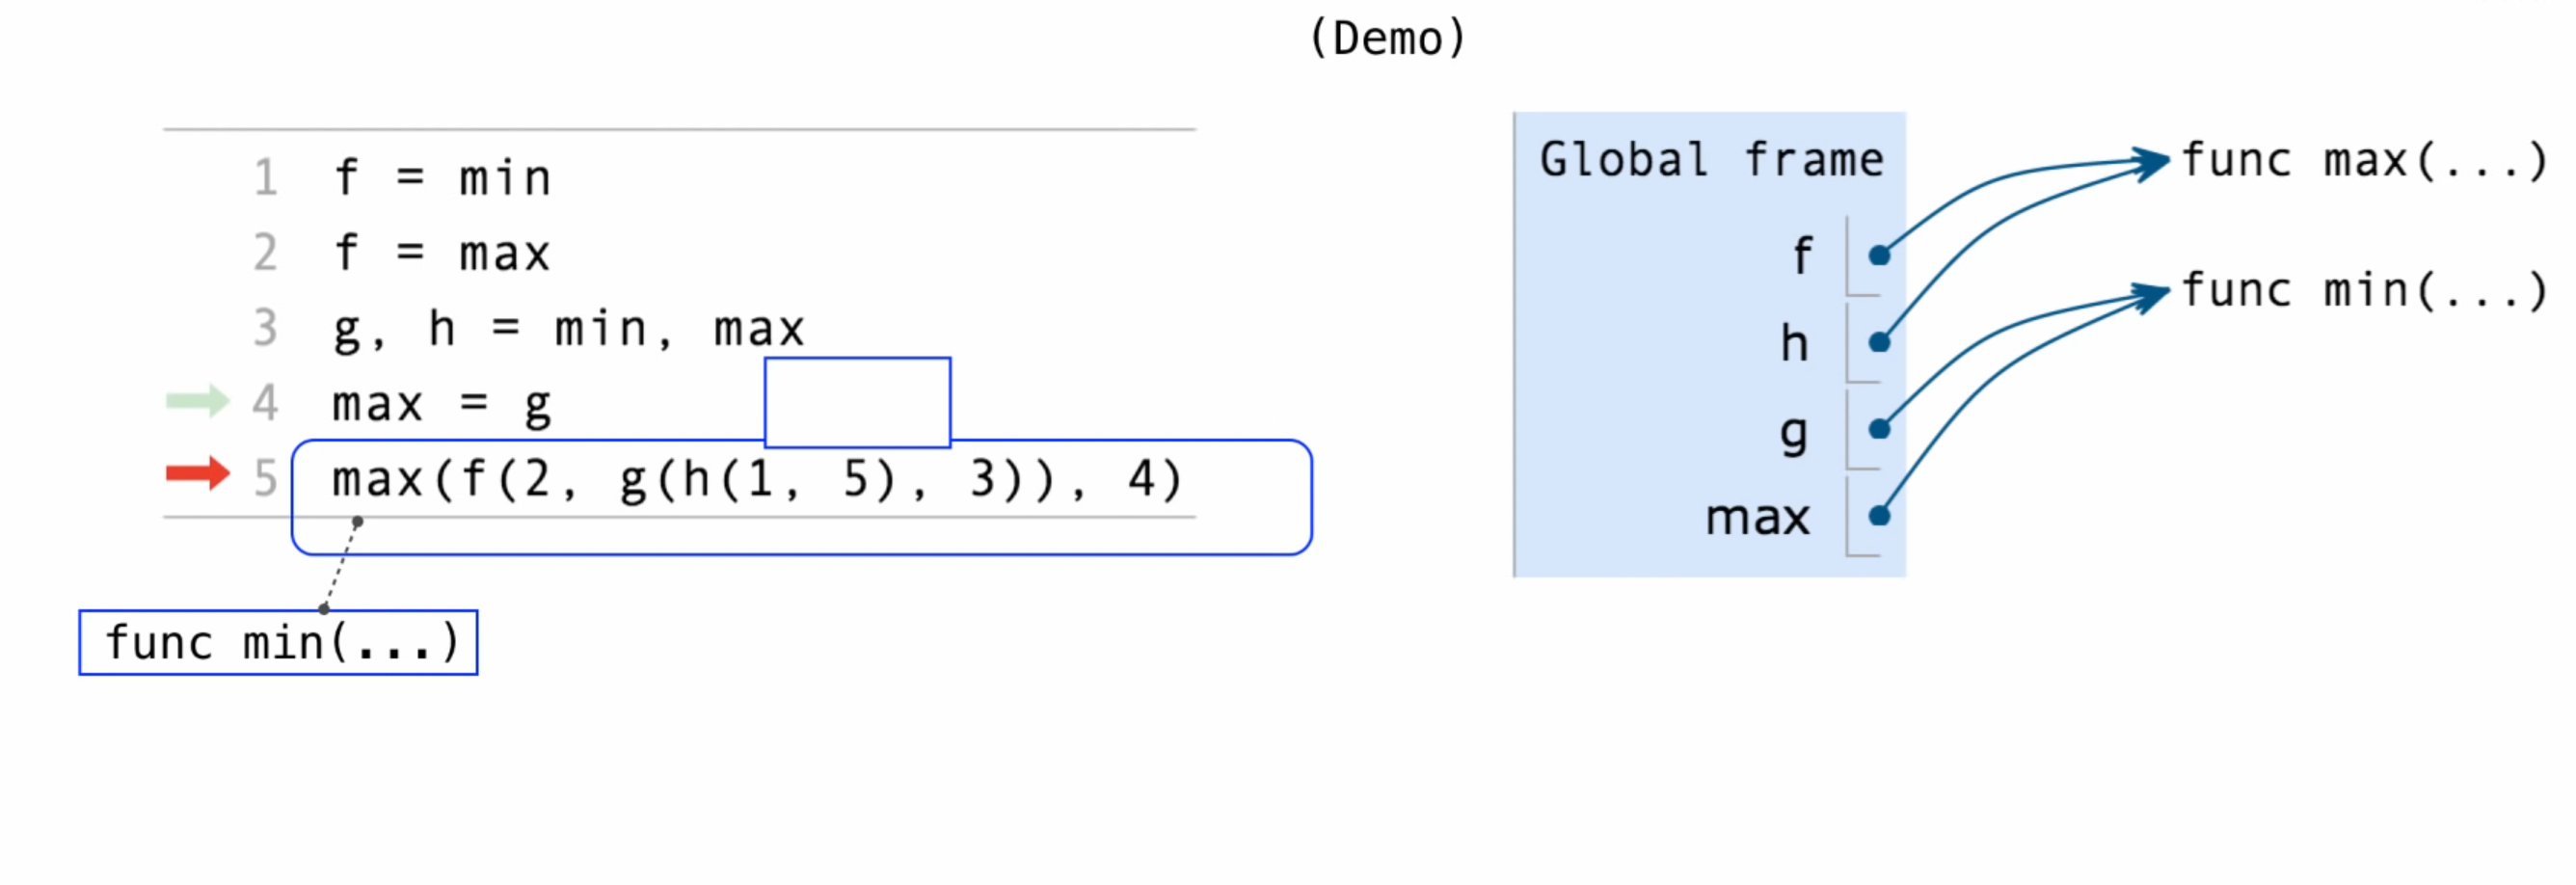 (Demo)
1 f = min
2 f = max
3 g, h = min, max
4 max = g
5 max(f(2, g(h(1, 5), 3)), 4)
func min(...)
Global frame
f
h
g
max
func max(...)
func min(...)